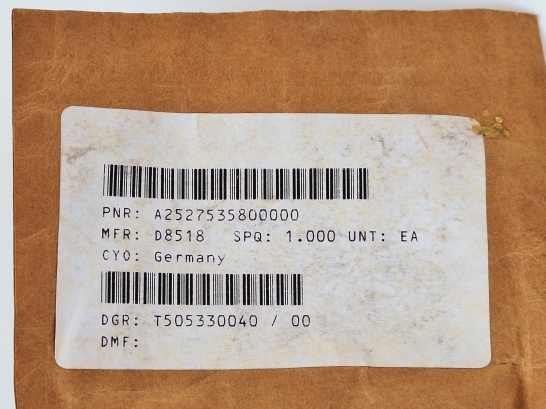 PNR: A2527535800000
MFR: D8518 SPQ: 1.000 UNT: EA
CYO: Germany
DGR: T505330040 / 00
DMF: